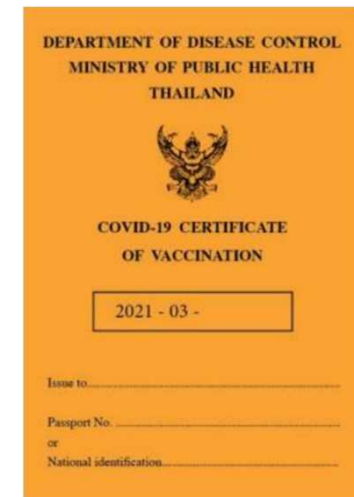 DEPARTMENT OF DISEASE CONTROL
MINISTRY OF PUBLIC HEALTH
THAILAND
COVID-19 CERTIFICATE
OF VACCINATION
2021 - 03 -
Issue to
Passport No.
or
National identification